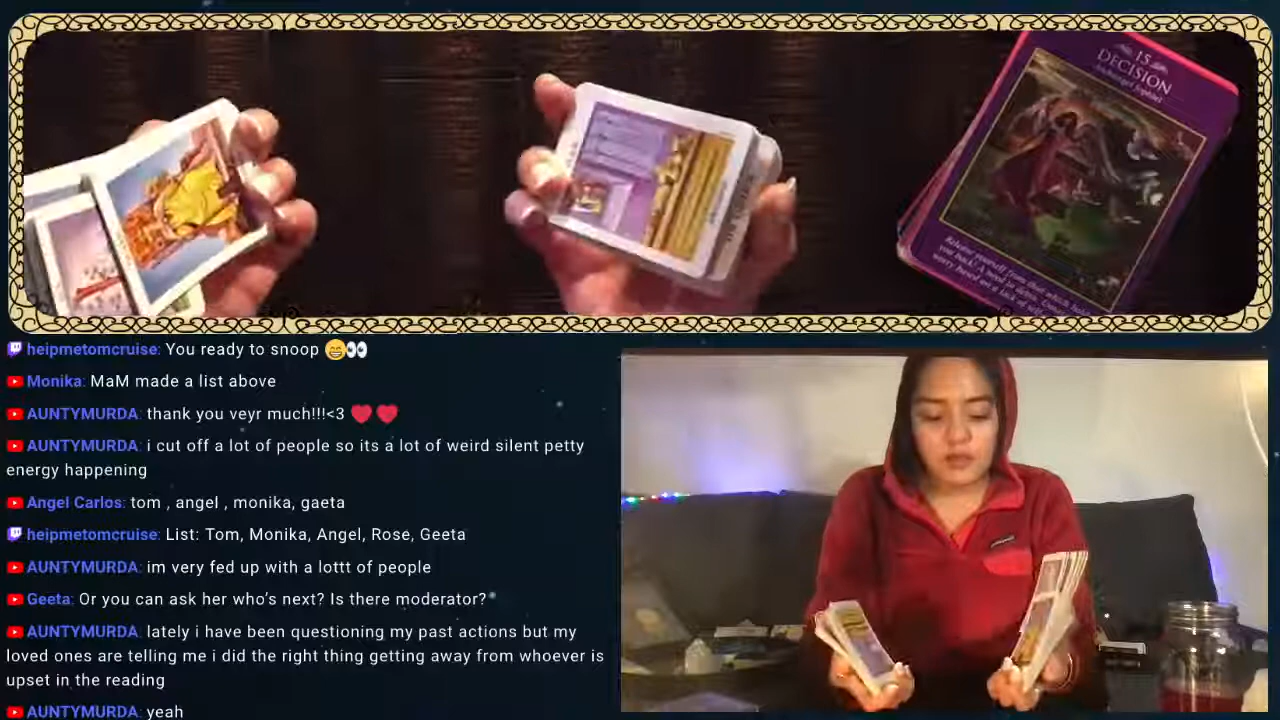 15
DECISION
heipmetomcruise: You ready to snoop 😁👀
Monika: MaM made a list above
AUNTYMURDA: thank you veyr much!!!<3 ❤️ ❤️
AUNTYMURDA: i cut off a lot of people so its a lot of weird silent petty
energy happening
Angel Carlos: tom , angel , monika, gaeta
heipmetomcruise: List: Tom, Monika, Angel, Rose, Geeta
AUNTYMURDA: im very fed up with a lottt of people
Geeta: Or you can ask her who’s next? Is there moderator?
AUNTYMURDA: lately i have been questioning my past actions but my
loved ones are telling me i did the right thing getting away from whoever is
upset in the reading
AUNTYMURDA: yeah